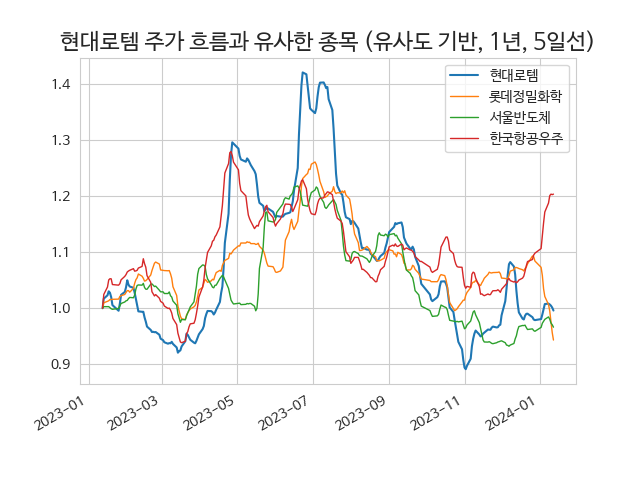 현대로템 주가 흐름과 유사한 종목 (유사도 기반, 1년, 5일선)
현대로템
롯데정밀화학
서울반도체
한국항공우주
1.4
1.3
1.2
1.1
1.0
0.9
2023-01
2023-03
2023-05
2023-07
2023-09
2023-11
2024-01